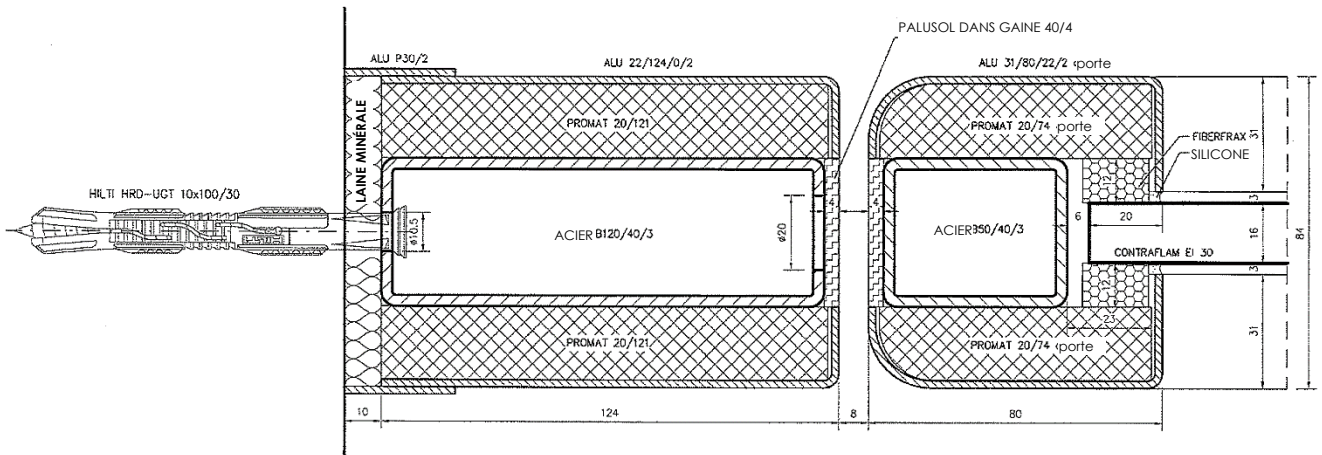 PALUSOL DANS GAINE 40/4
ALU P30/2
ALU 22/124/0/2
ALU 31/80/22/2 porte
LAINE MINÉRALE
PROMAT 20/121
PROMAT 20/74 porte
FIBERFRAX
SILICONE
31
HILTI HRD-UGT 10x100/30
12
3
4
4
6
20
ø10.5
ACIER B120/40/3
ø20
ACIER B50/40/3
16
84
CONTRAFLAM EI 30
3
12
23
31
PROMAT 20/121
PROMAT 20/74 porte
10
124
8
80